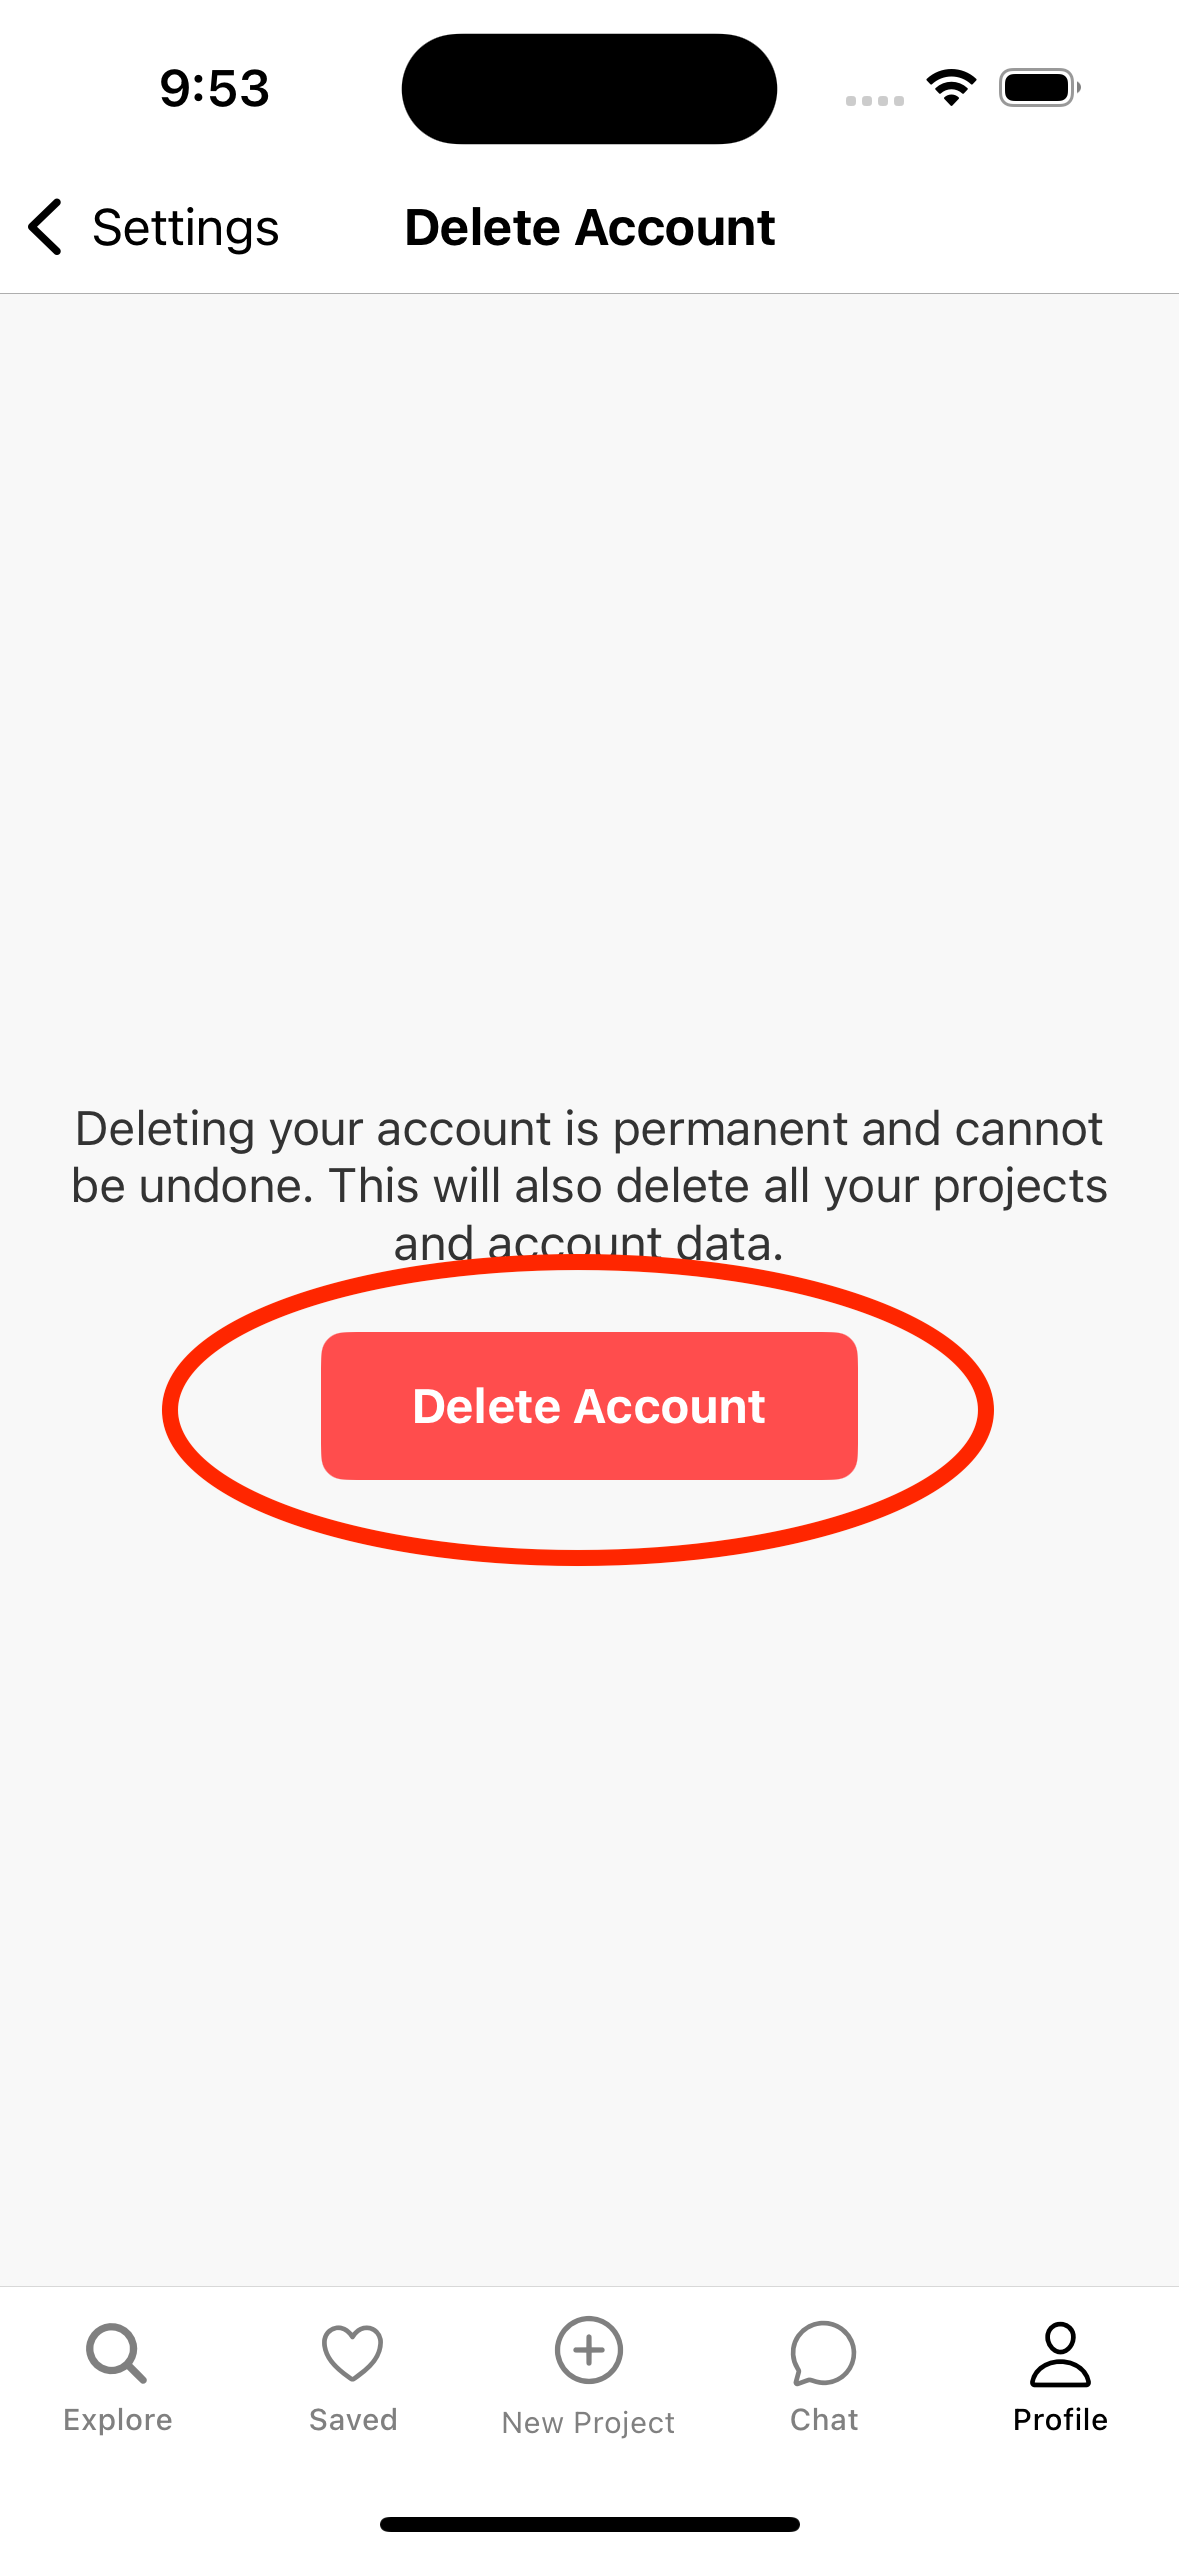 9:53
Settings
Delete Account
Deleting your account is permanent and cannot
be undone. This will also delete all your projects
and account data.
Delete Account
Explore
Saved
New Project
Chat
Profile